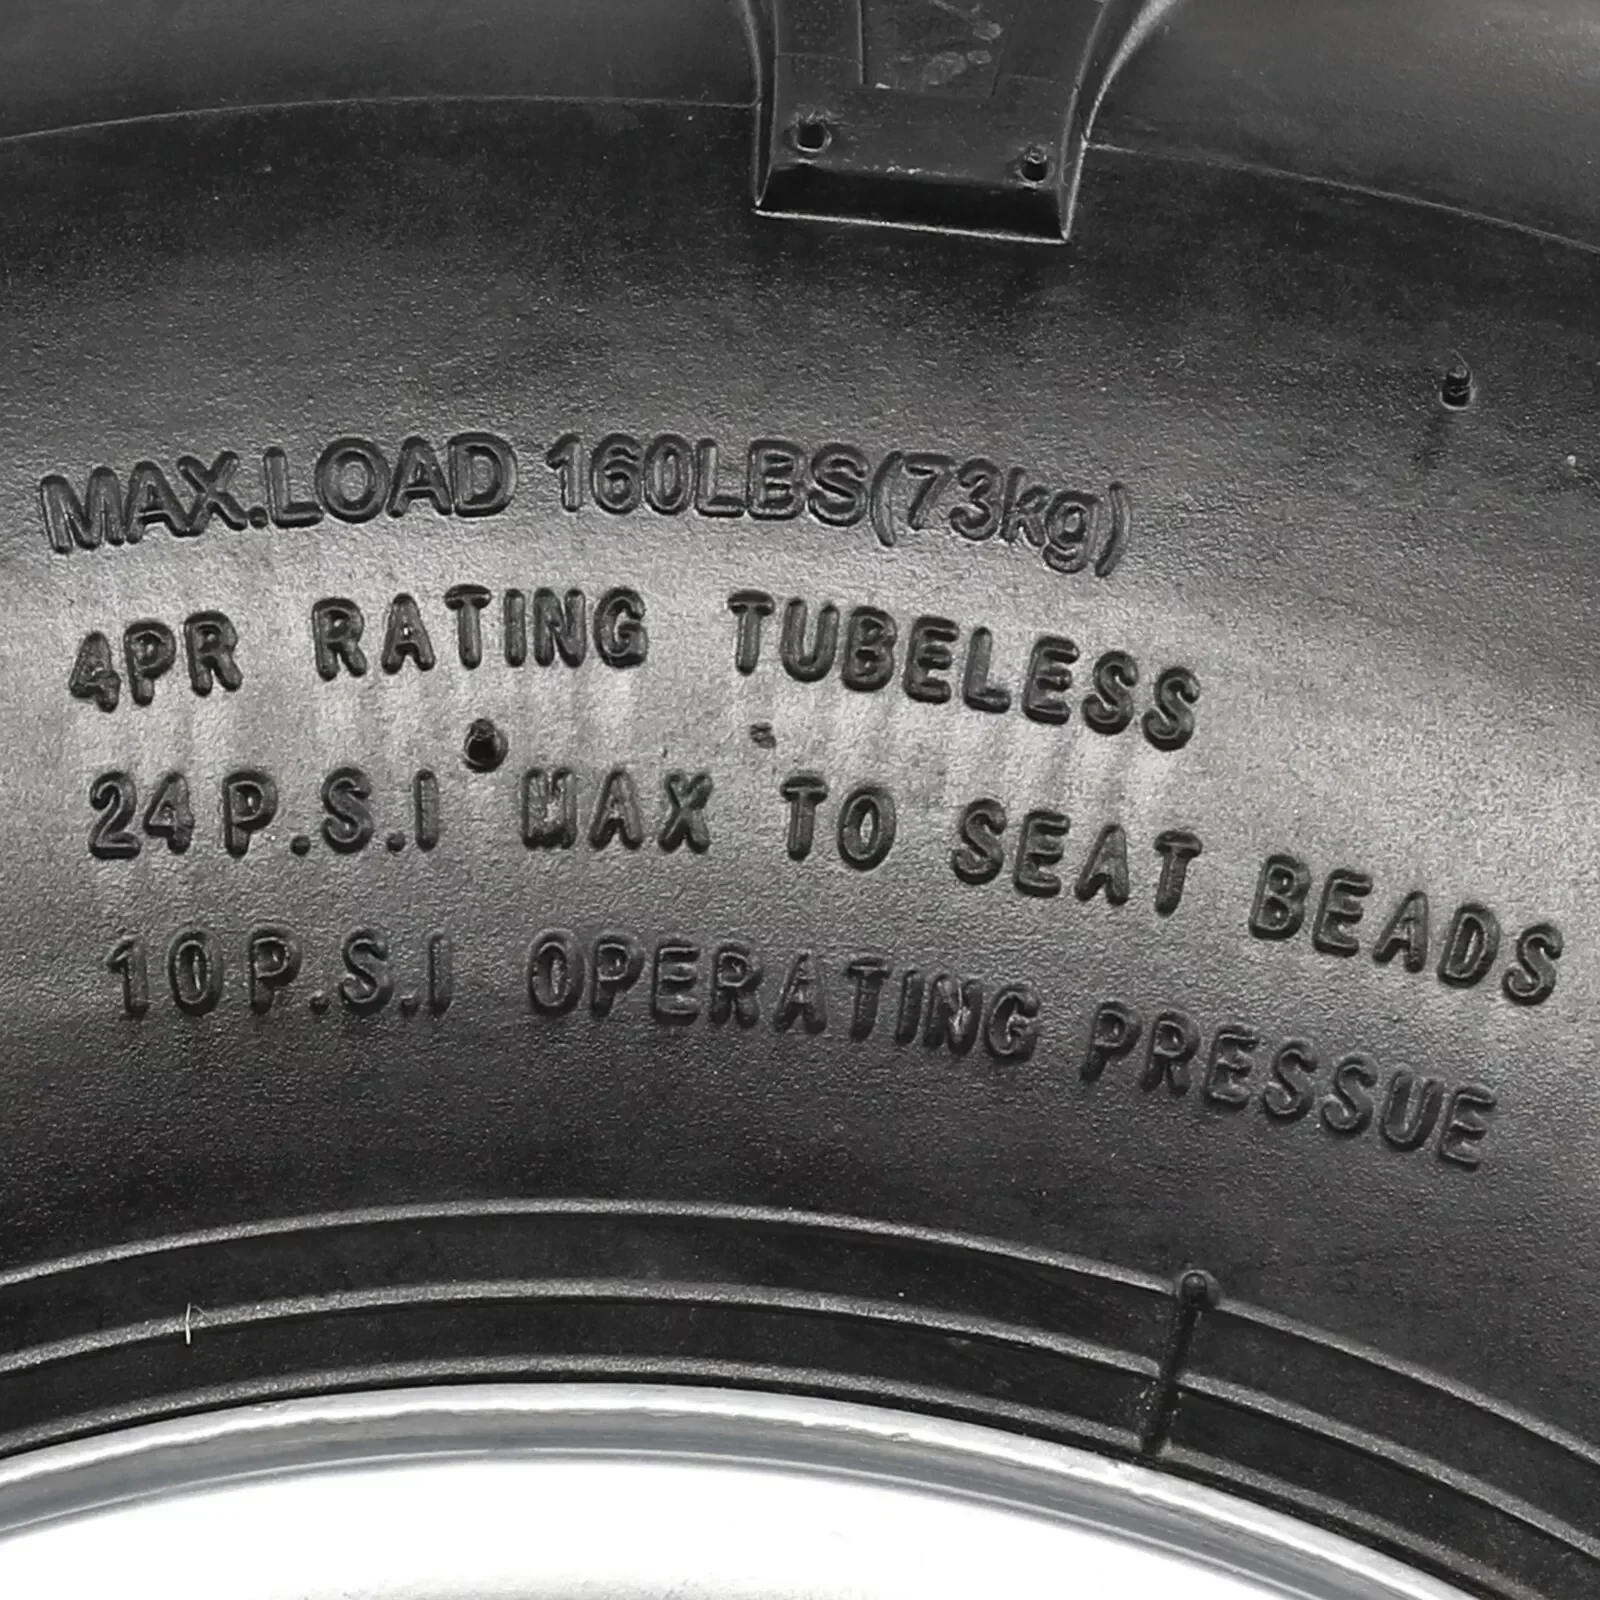 MAX.LOAD 160LBS(73kg)
4PR RATING TUBELESS
24P.S.I MAX TO SEAT BEADS
10P.S.I OPERATING PRESSUE